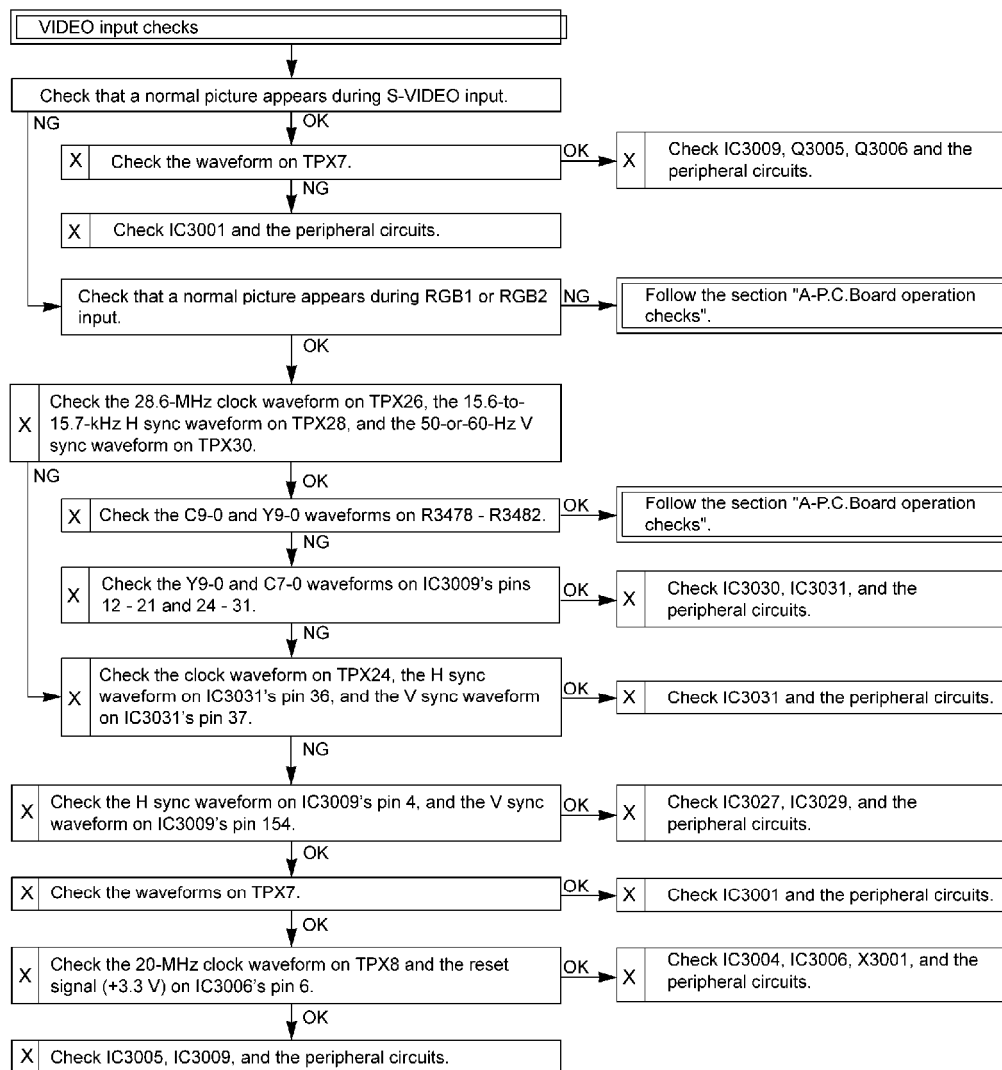 VIDEO input checks
Check that a normal picture appears during S-VIDEO input.
NG
OK
X
Check the waveform on TPX7.
OK
X
Check IC3009, Q3005, Q3006 and the
peripheral circuits.
NG
X
Check IC3001 and the peripheral circuits.
Check that a normal picture appears during RGB1 or RGB2
input.
NG
Follow the section "A-P.C.Board operation
checks".
OK
X
Check the 28.6-MHz clock waveform on TPX26, the 15.6-to-
15.7-kHz H sync waveform on TPX28, and the 50-or-60-Hz V
sync waveform on TPX30.
NG
OK
X
Check the C9-0 and Y9-0 waveforms on R3478 - R3482.
OK
Follow the section "A-P.C.Board operation
checks".
NG
X
Check the Y9-0 and C7-0 waveforms on IC3009's pins
12 - 21 and 24 - 31.
OK
X
Check IC3030, IC3031, and the
peripheral circuits.
NG
X
Check the clock waveform on TPX24, the H sync
waveform on IC3031's pin 36, and the V sync waveform
on IC3031's pin 37.
OK
X
Check IC3031 and the peripheral circuits.
NG
X
Check the H sync waveform on IC3009's pin 4, and the V sync
waveform on IC3009's pin 154.
OK
X
Check IC3027, IC3029, and the
peripheral circuits.
OK
X
Check the waveforms on TPX7.
OK
X
Check IC3001 and the peripheral circuits.
OK
X
Check the 20-MHz clock waveform on TPX8 and the reset
signal (+3.3 V) on IC3006's pin 6.
OK
X
Check IC3004, IC3006, X3001, and the
peripheral circuits.
OK
X
Check IC3005, IC3009, and the peripheral circuits.